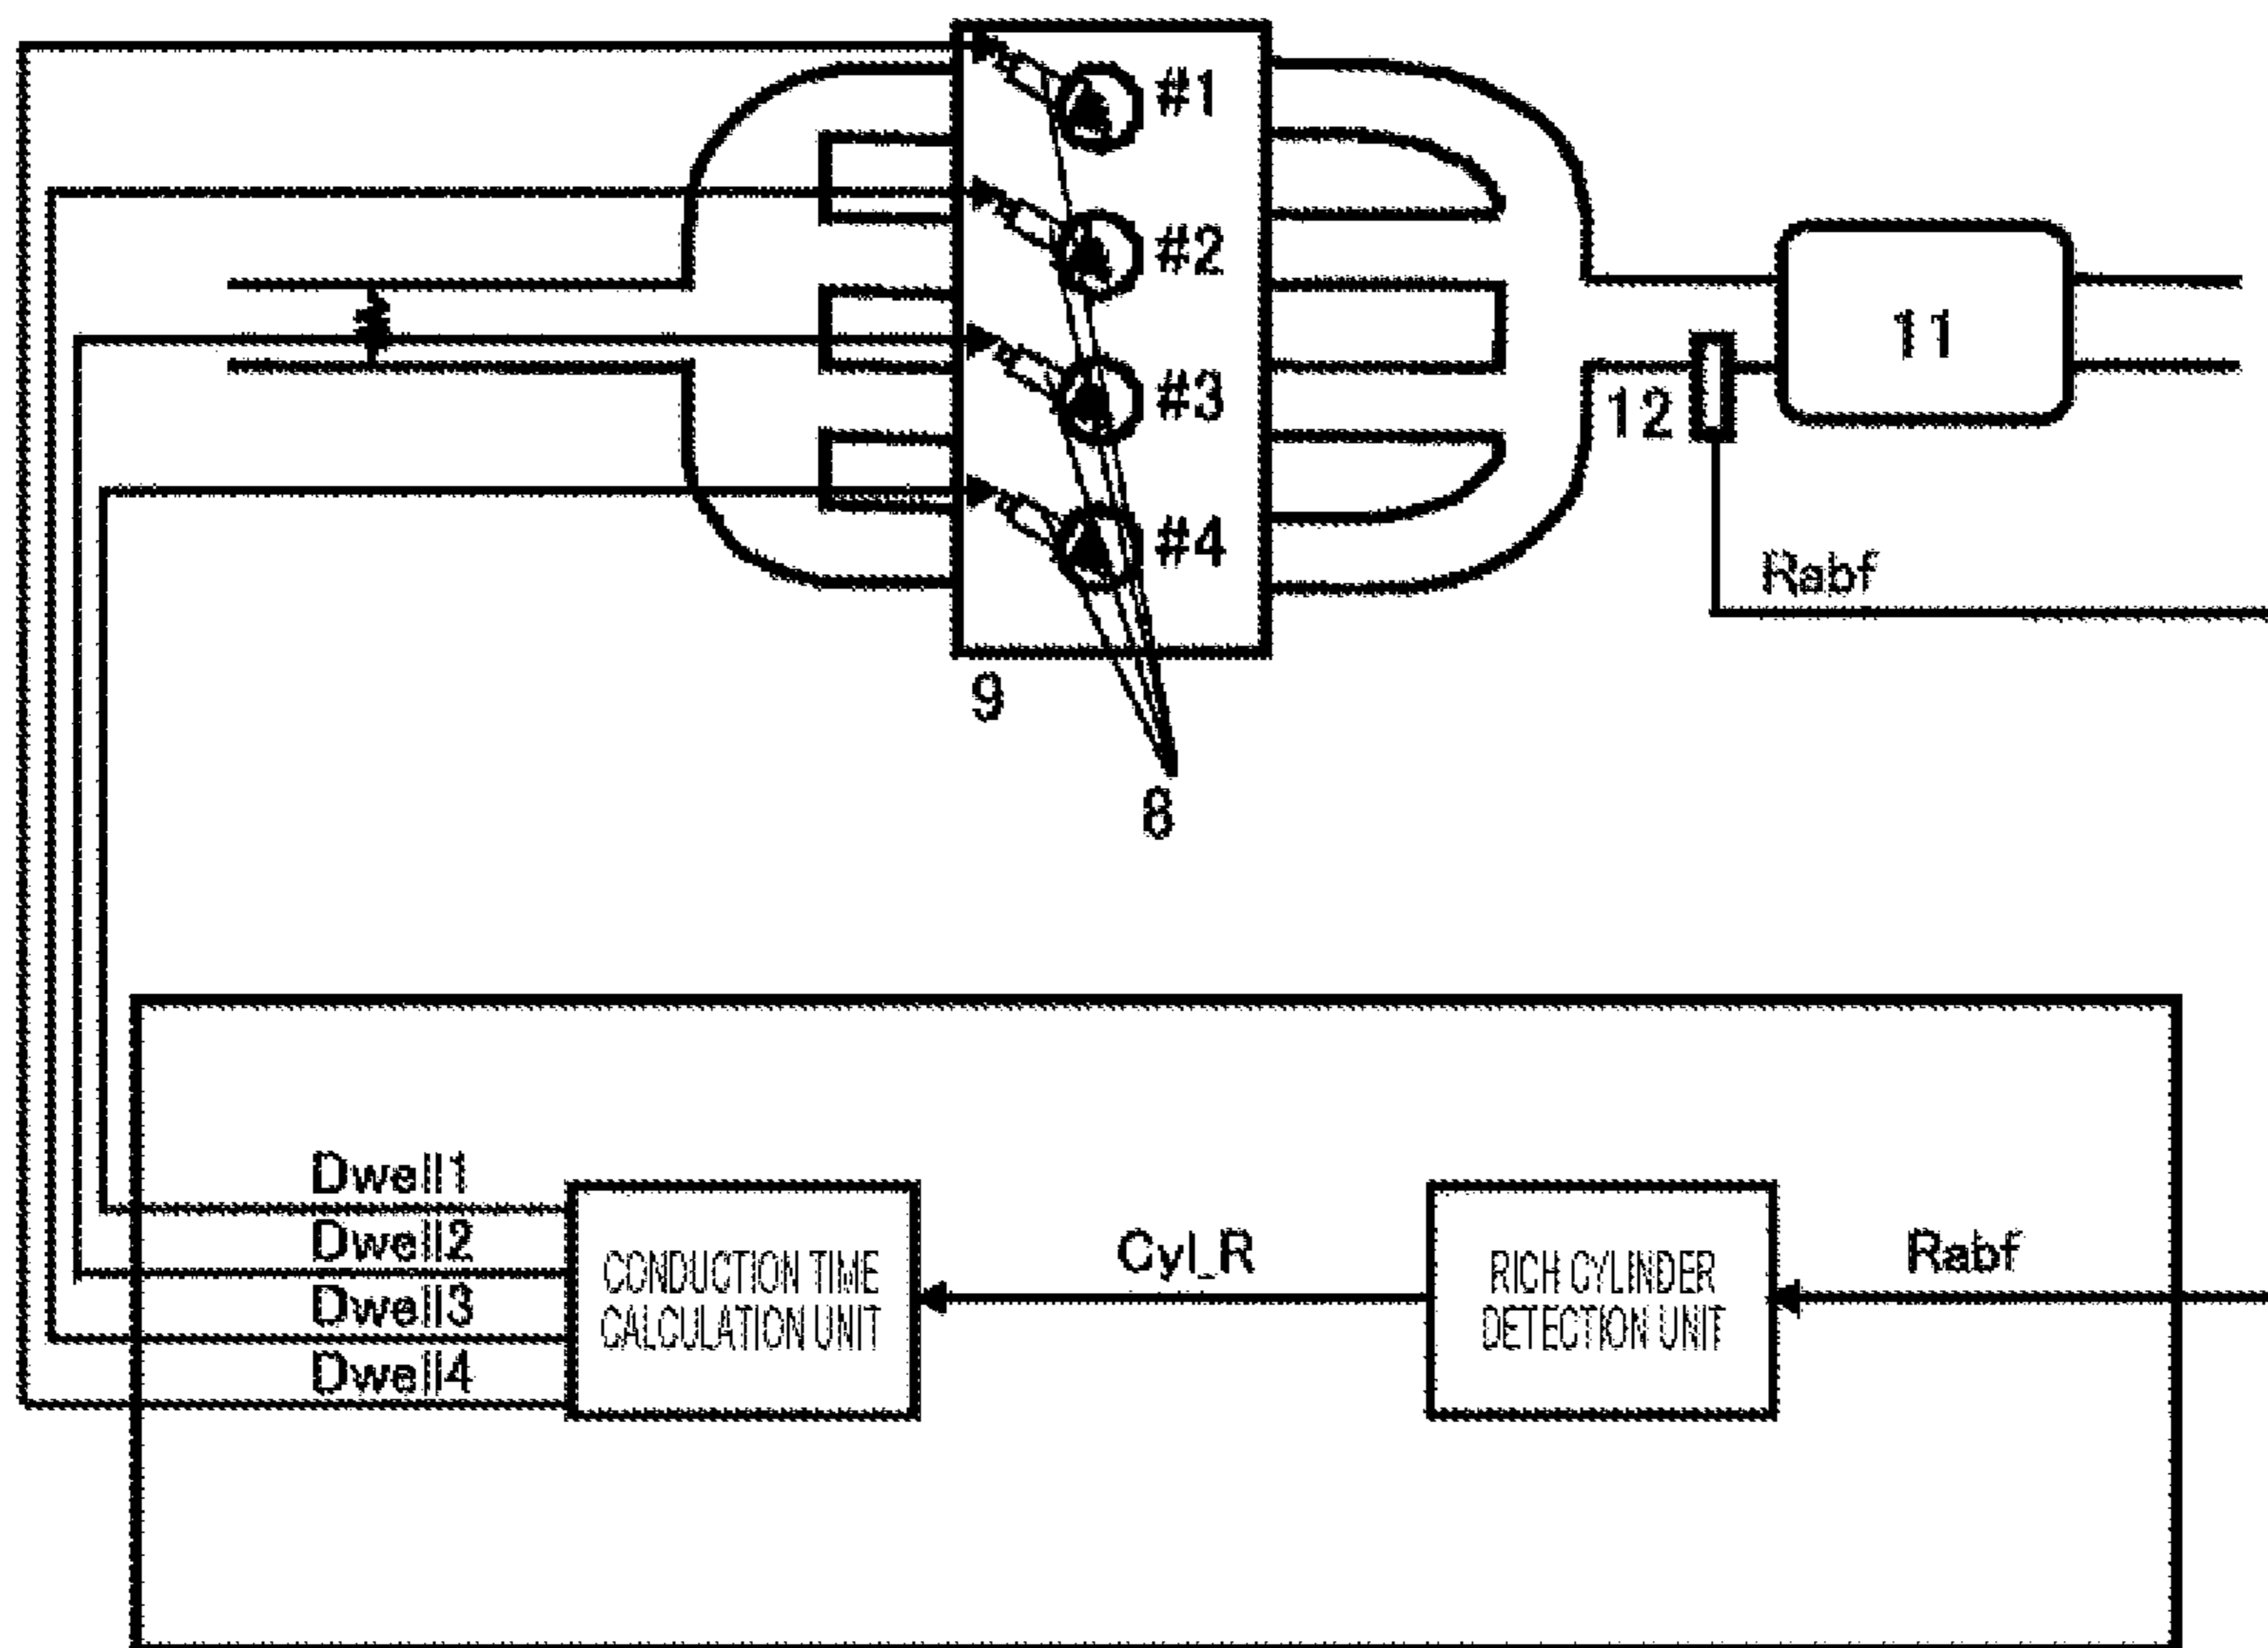 #1
#2
#3
#4
11
12
Rabf
9
8
Dwell1
Dwell2
Dwell3
Dwell4
CONDUCTION TIME
CALCULATION UNIT
Cyl_R
RICH CYLINDER
DETECTION UNIT
Rabf